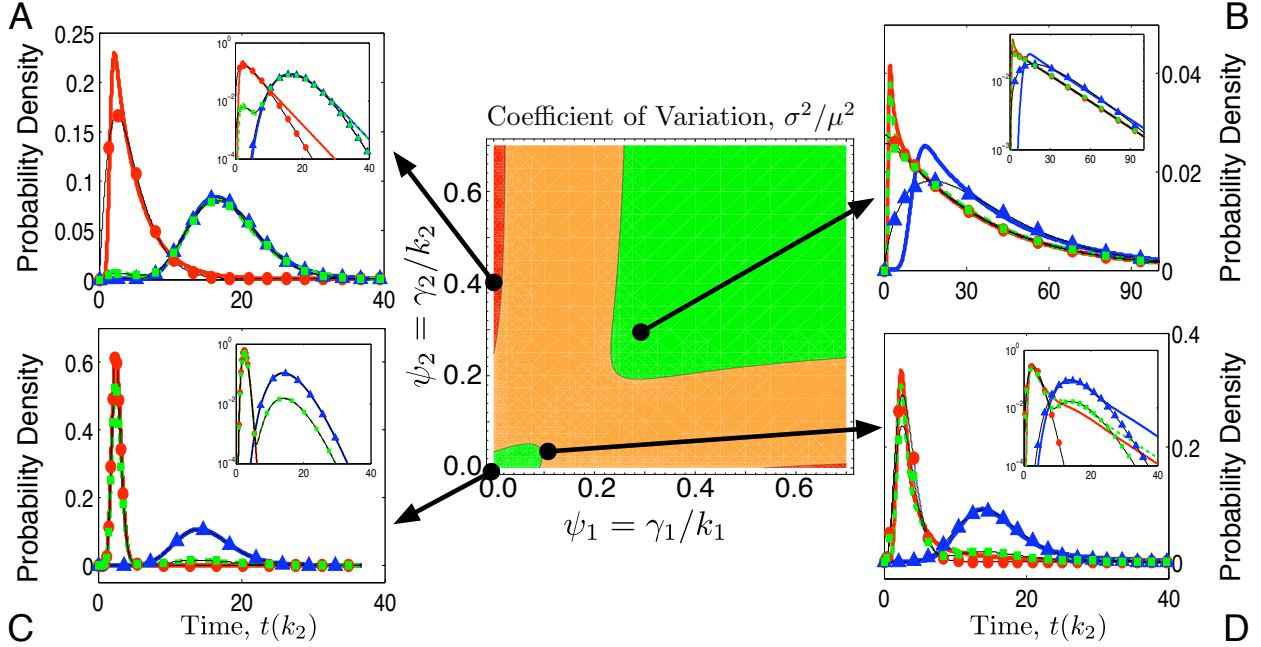 A
B
0.25
0.2
0.15
0.1
0.05
0
0 20 40
Probability Density
10^0
10^-2
10^-4
0 20 40
Coefficient of Variation, σ²/μ²
0.6
0.4
0.2
0.0
0.0 0.2 0.4 0.6
ψ₂ = γ₂/k₂
ψ₁ = γ₁/k₁
0.04
0.02
0
0 30 60 90
Probability Density
10^-2
10^-4
0 30 60 90
0.6
0.4
0.2
0
0 20 40
Probability Density
Time, t(k₂)
10^0
10^-2
10^-4
0 20 40
0.4
0.2
0
0 20 40
Probability Density
Time, t(k₂)
10^0
10^-2
10^-4
0 20 40
C
D